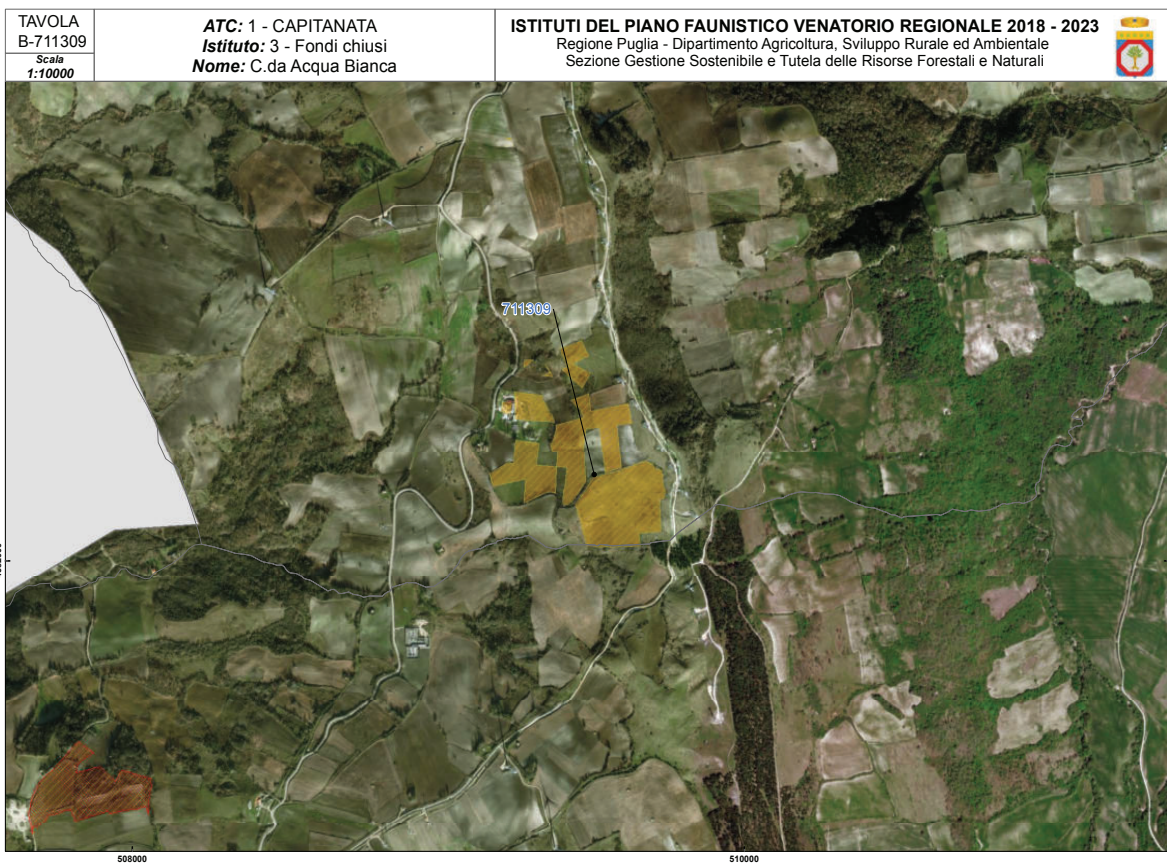 TAVOLA
B-711309
Scala
1:10000
ATC: 1 - CAPITANATA
Istituto: 3 - Fondi chiusi
Nome: C.da Acqua Bianca
ISTITUTI DEL PIANO FAUNISTICO VENATORIO REGIONALE 2018 - 2023
Regione Puglia - Dipartimento Agricoltura, Sviluppo Rurale ed Ambientale
Sezione Gestione Sostenibile e Tutela delle Risorse Forestali e Naturali
711309
508000
510000